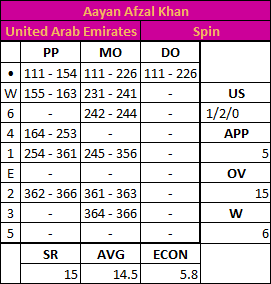 Aayan Afzal Khan
United Arab Emirates Spin
PP MO DO
• 111 - 154 111 - 226 111 - 226
W 155 - 163 231 - 241 - US
6 - 242 - 244 - 1/2/0
4 164 - 253 - - APP
1 254 - 361 245 - 356 - 5
E - - - OV
2 362 - 366 361 - 363 - 15
3 - 364 - 366 - W
5 - - - 6
SR AVG ECON
15 14.5 5.8